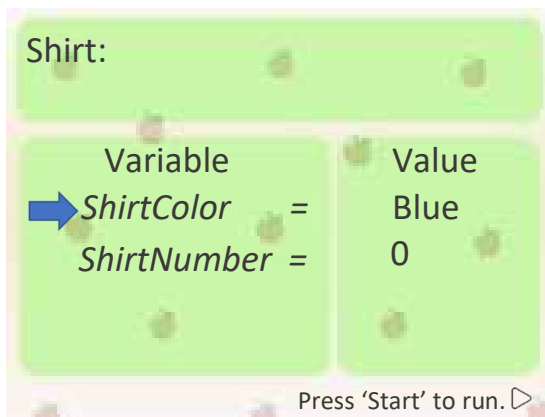 Shirt:
Variable Value
ShirtColor = Blue
ShirtNumber = 0
Press ‘Start’ to run.